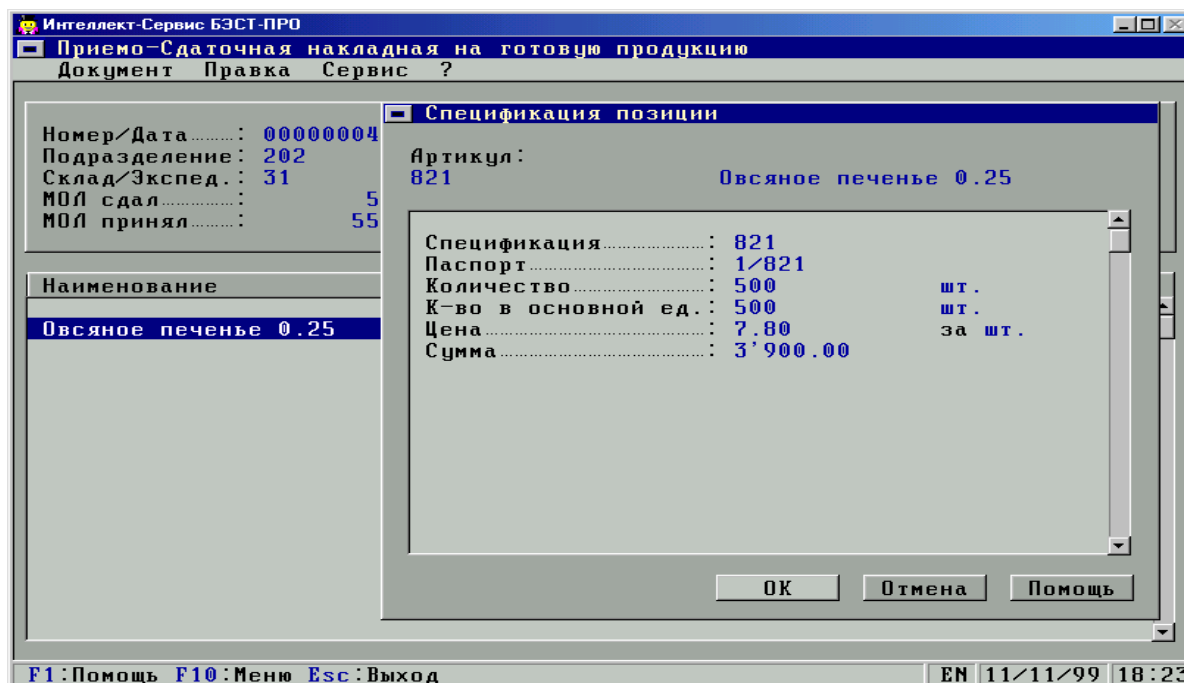 Интеллект-Сервис БЭСТ-ПРО
Приемо-Сдаточная накладная на готовую продукцию
Документ Правка Сервис ?
Номер/Дата.........: 00000004
Подразделение: 202
Склад/Экспед.: 31
МОЛ сдал..............: 5
МОЛ принял.........: 55
Наименование
Овсяное печенье 0.25
Спецификация позиции
Артикул:
821 Овсяное печенье 0.25
Спецификация.....................: 821
Паспорт....................................: 1/821
Количество...........................: 500 шт.
К-во в основной ед.: 500 шт.
Цена.............................................: 7.80 за шт.
Сумма..........................................: 3'900.00
ОК Отмена Помощь
F1:Помощь F10:Меню Esc:Выход EN 11/11/99 18:23